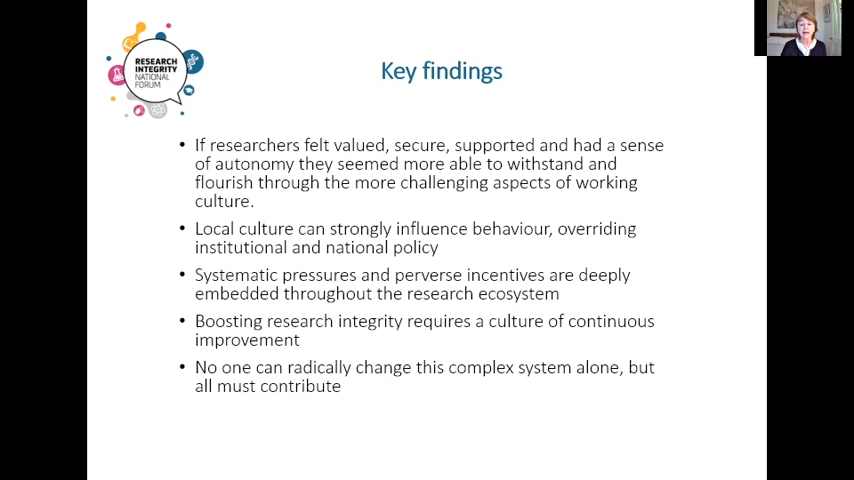 RESEARCH
INTEGRITY
NATIONAL
FORUM
Key findings
• If researchers felt valued, secure, supported and had a sense
of autonomy they seemed more able to withstand and
flourish through the more challenging aspects of working
culture.
• Local culture can strongly influence behaviour, overriding
institutional and national policy
• Systematic pressures and perverse incentives are deeply
embedded throughout the research ecosystem
• Boosting research integrity requires a culture of continuous
improvement
• No one can radically change this complex system alone, but
all must contribute